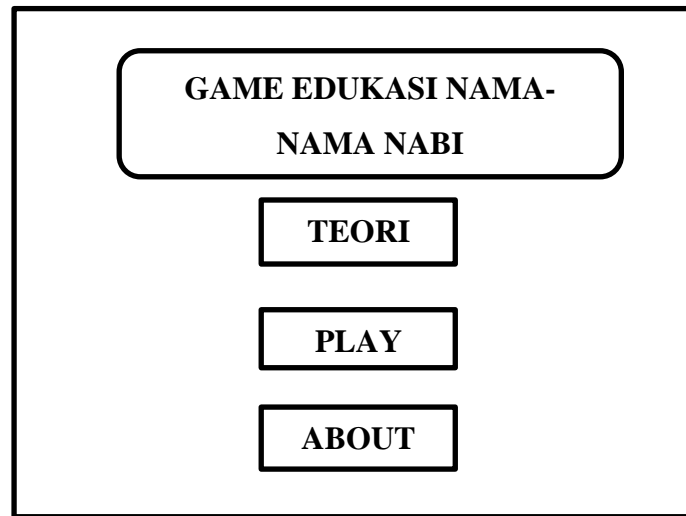 GAME EDUKASI NAMA-
NAMA NABI
TEORI
PLAY
ABOUT